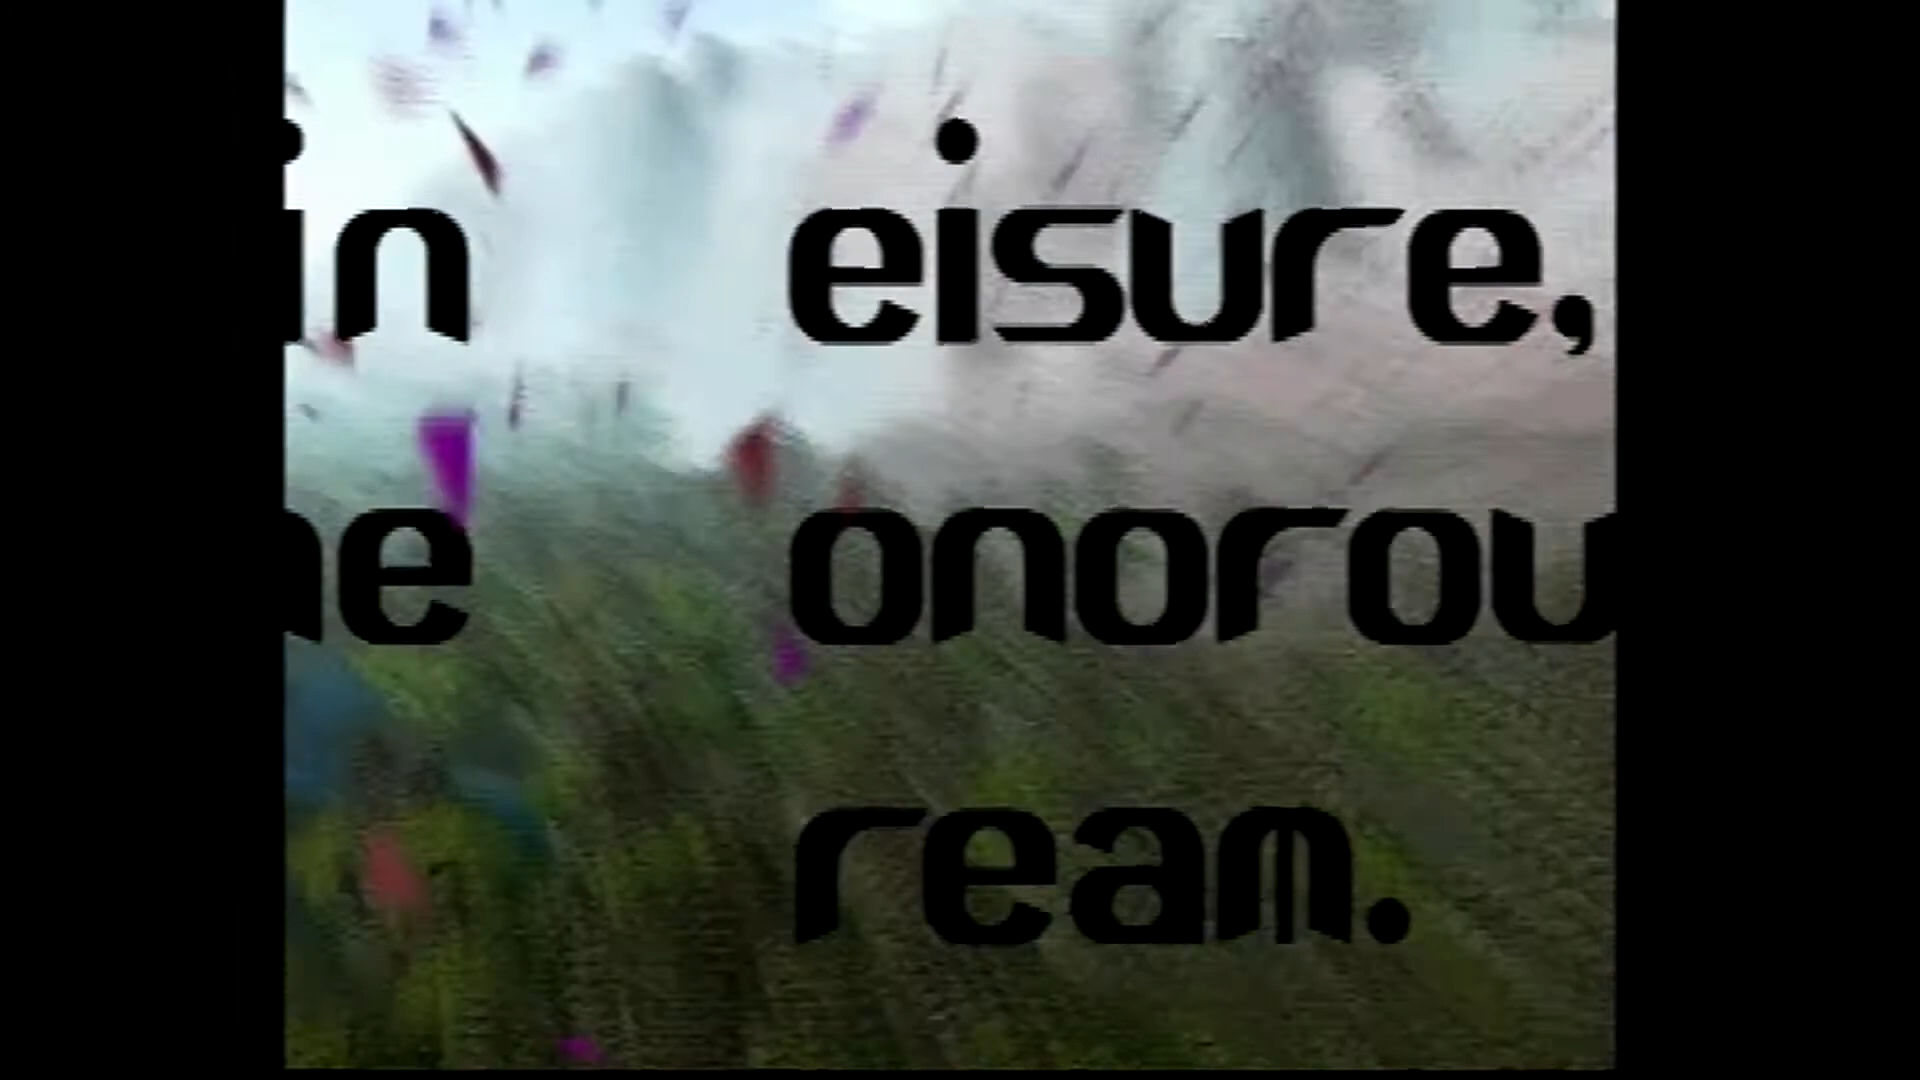 in eisure,
e onorou
ream.